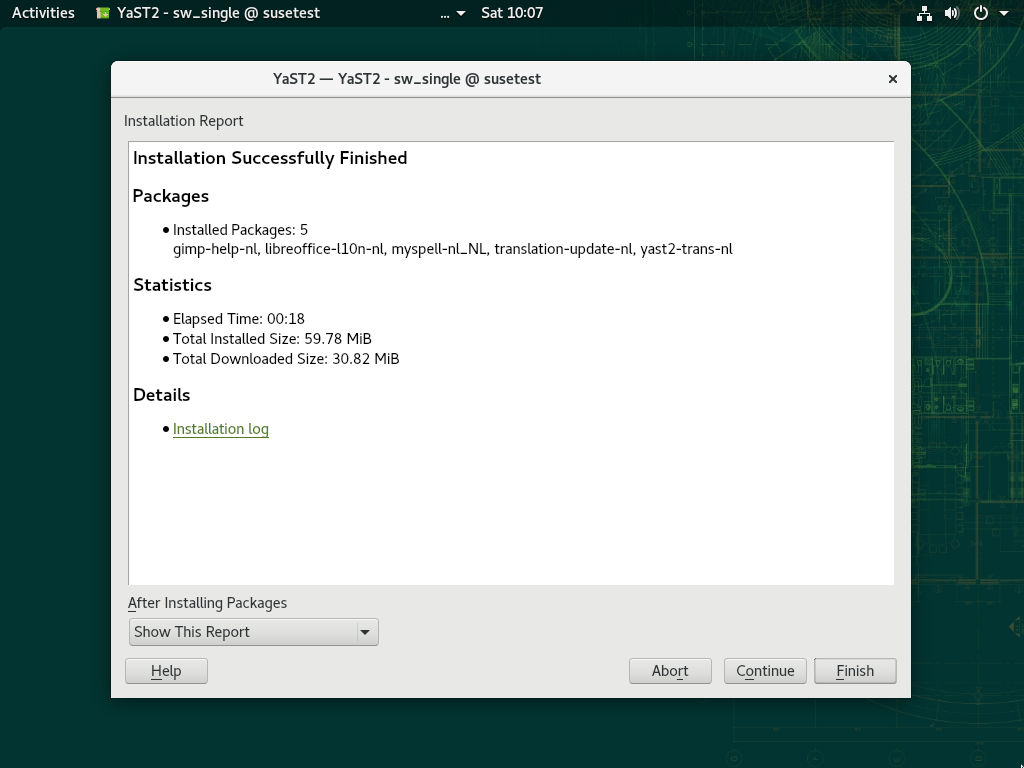 Activities YaST2 - sw_single @ susetest ... Sat 10:07
YaST2 — YaST2 - sw_single @ susetest
Installation Report
Installation Successfully Finished
Packages
• Installed Packages: 5
gimp-help-nl, libreoffice-l10n-nl, myspell-nl_NL, translation-update-nl, yast2-trans-nl
Statistics
• Elapsed Time: 00:18
• Total Installed Size: 59.78 MiB
• Total Downloaded Size: 30.82 MiB
Details
• Installation log
After Installing Packages
Show This Report
Help Abort Continue Finish